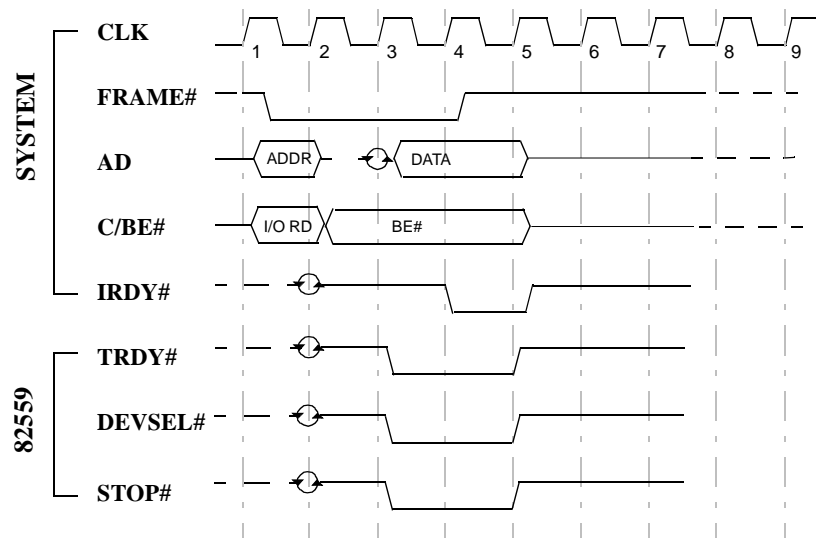 SYSTEM
CLK
1 2 3 4 5 6 7 8 9
FRAME#
AD
ADDR
DATA
C/BE#
I/O RD
BE#
IRDY#
82559
TRDY#
DEVSEL#
STOP#